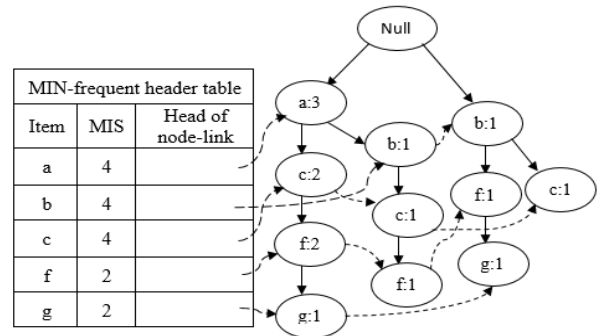 Null
MIN-frequent header table
Item MIS Head of
node-link
a 4
b 4
c 4
f 2
g 2
a:3
b:1
b:1
c:2
c:1
f:1
c:1
f:2
f:1
g:1
g:1